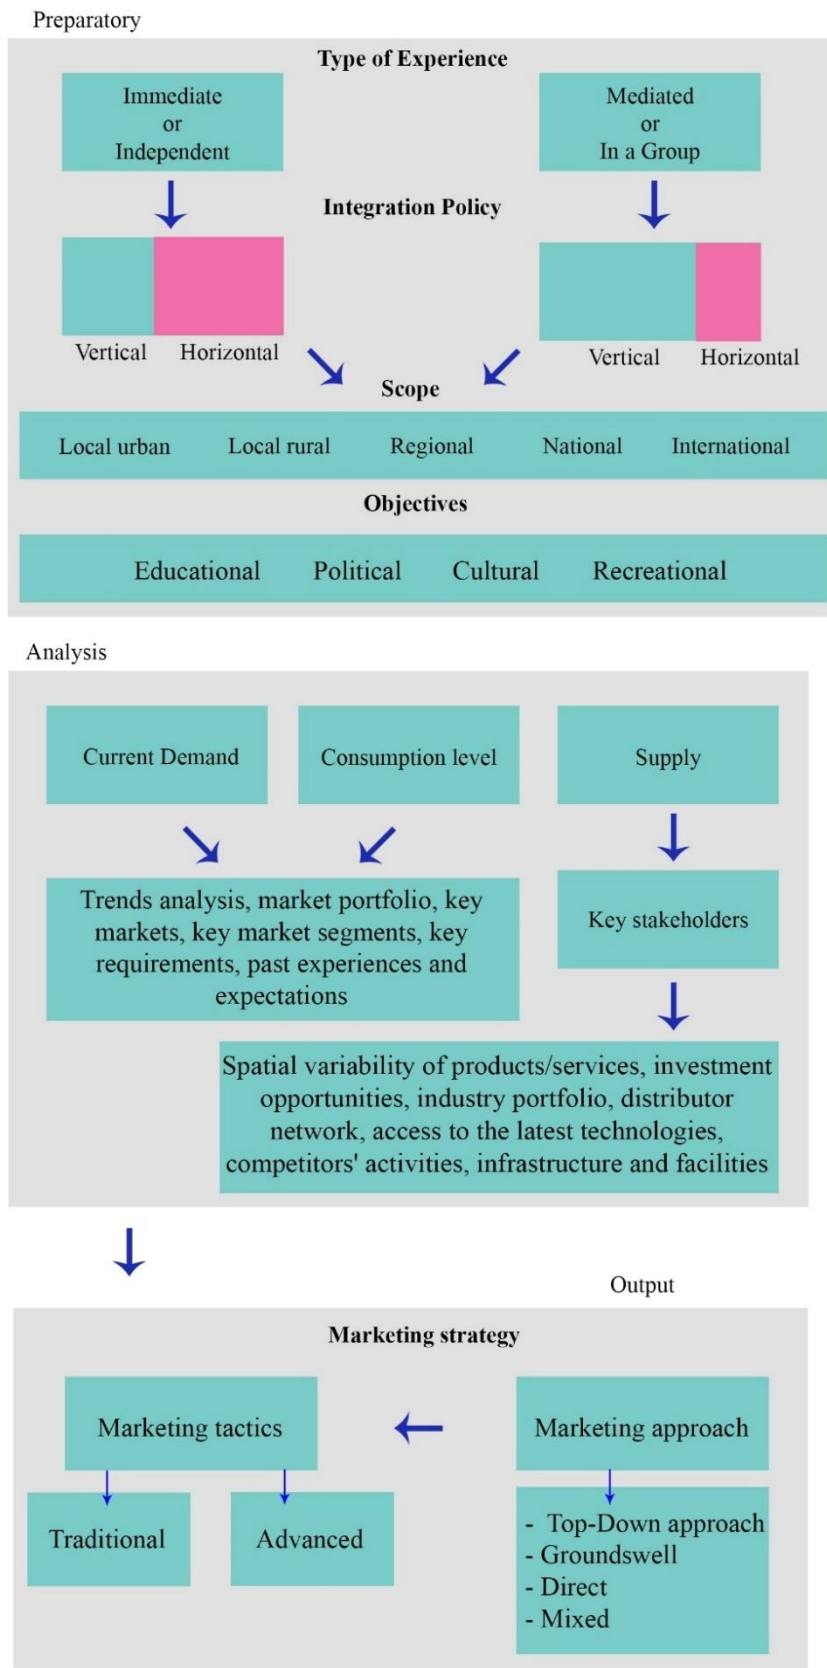 Preparatory
Type of Experience
Immediate
or
Independent
Mediated
or
In a Group
Integration Policy
Vertical Horizontal
Vertical Horizontal
Scope
Local urban Local rural Regional National International
Objectives
Educational Political Cultural Recreational
Analysis
Current Demand
Consumption level
Supply
Trends analysis, market portfolio, key
markets, key market segments, key
requirements, past experiences and
expectations
Key stakeholders
Spatial variability of products/services, investment
opportunities, industry portfolio, distributor
network, access to the latest technologies,
competitors' activities, infrastructure and facilities
Output
Marketing strategy
Marketing tactics
Marketing approach
Traditional
Advanced
- Top-Down approach
- Groundswell
- Direct
- Mixed